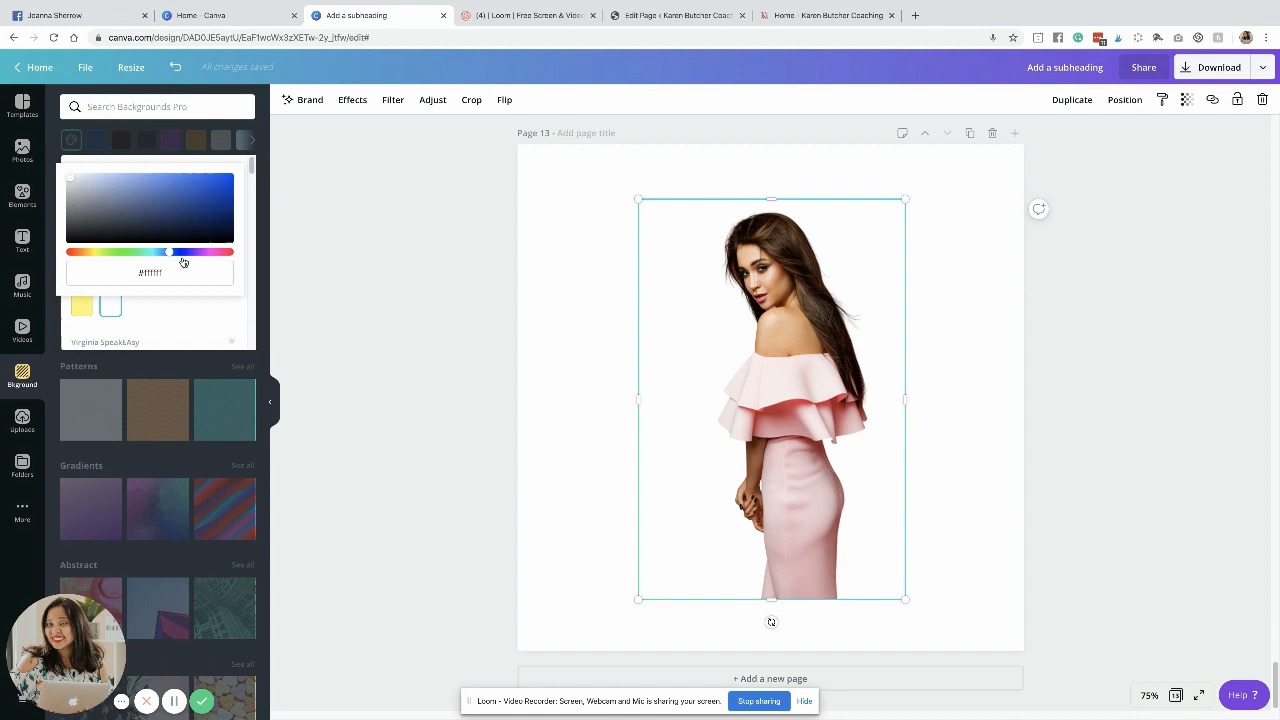 Joanna Sherrow
Home - Canva
Add a subheading
(4) | Loom | Free Screen & Video
Edit Page ‹ Karen Butcher Coach
Home - Karen Butcher Coaching
canva.com/design/DAD0JE5aytU/EaF1wcWx3zXETw-2y_jtfw/edit#
Home
File
Resize
All changes saved
Add a subheading
Share
Download
Search Backgrounds Pro
Brand
Effects
Filter
Adjust
Crop
Flip
Duplicate
Position
Templates
Photos
Elements
Text
Music
Videos
Bkground
Uploads
Folders
More
#ffffff
Virginia SpeakEAsy
Patterns
See all
Gradients
See all
Abstract
See all
Page 13 - Add page title
+ Add a new page
Loom - Video Recorder: Screen, Webcam and Mic is sharing your screen.
Stop sharing
Hide
75%
Help ?